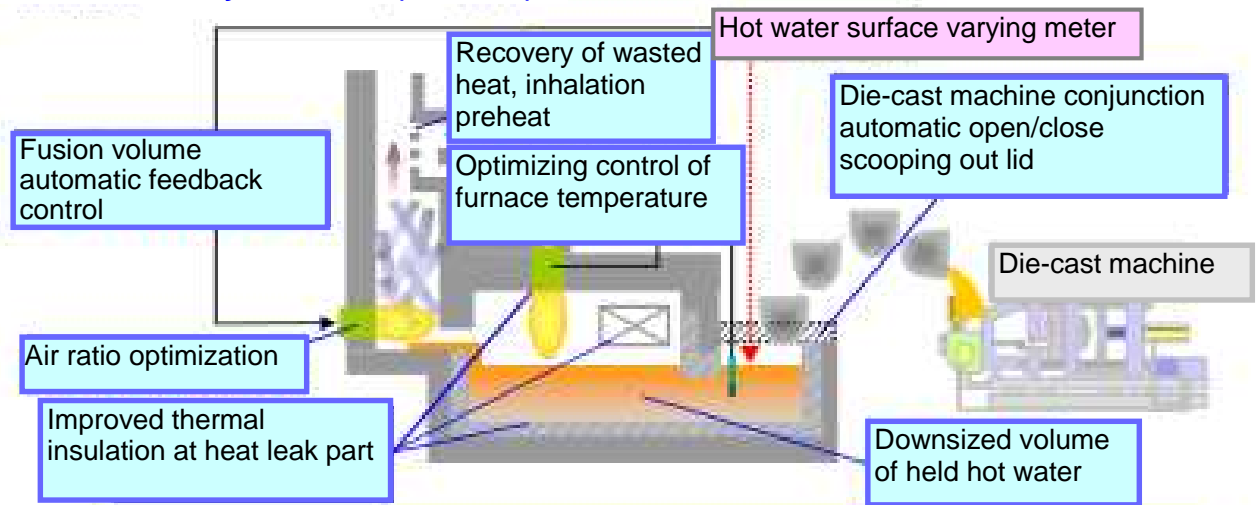 Hot water surface varying meter
Recovery of wasted
heat, inhalation
preheat
Die-cast machine conjunction
automatic open/close
scooping out lid
Fusion volume
automatic feedback
control
Optimizing control of
furnace temperature
Die-cast machine
Air ratio optimization
Improved thermal
insulation at heat leak part
Downsized volume
of held hot water